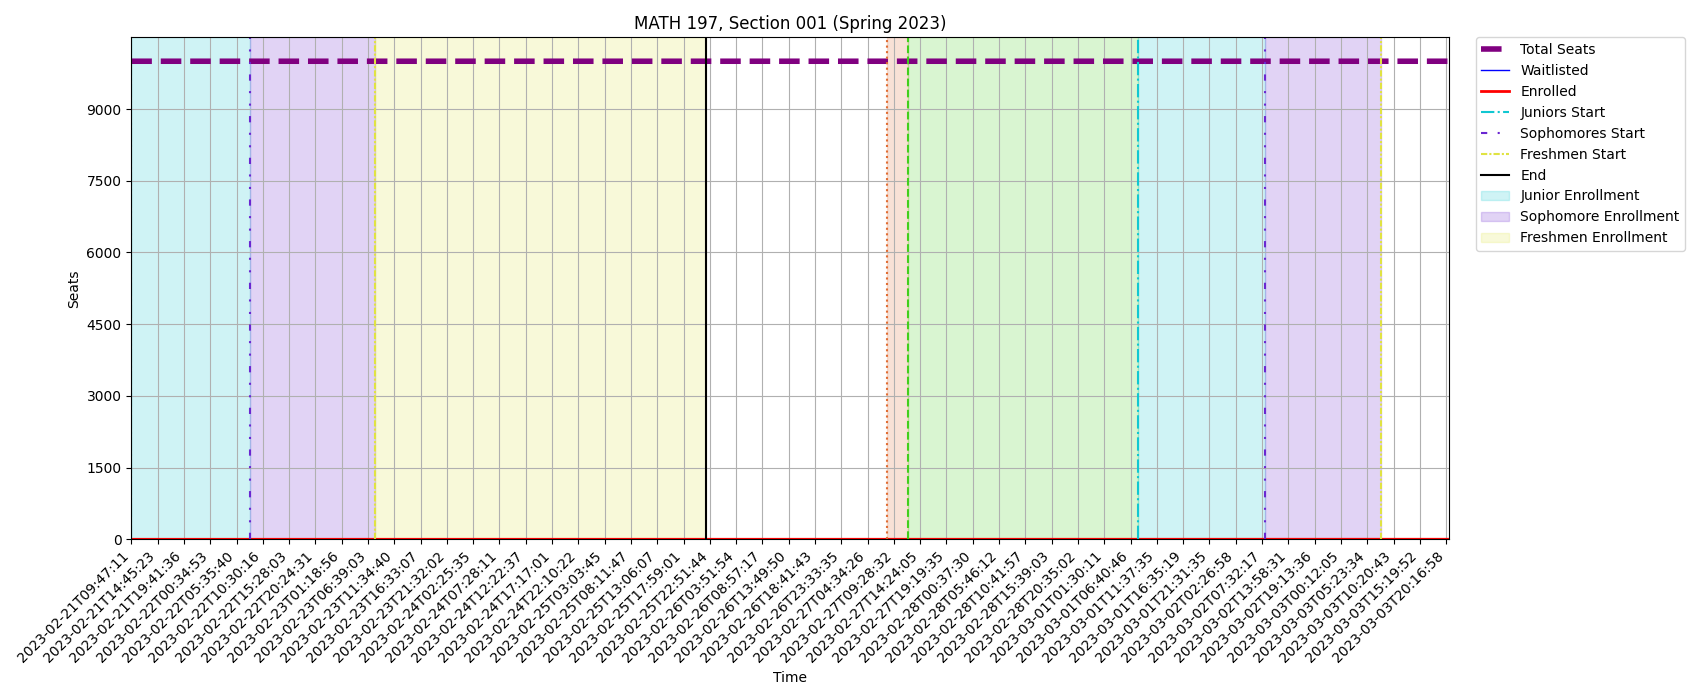 MATH 197, Section 001 (Spring 2023)
Total Seats
Waitlisted
Enrolled
Juniors Start
Sophomores Start
Freshmen Start
End
Junior Enrollment
Sophomore Enrollment
Freshmen Enrollment
Seats
9000
7500
6000
4500
3000
1500
0
2023-02-21T09:47:11
2023-02-21T14:45:23
2023-02-21T19:41:36
2023-02-22T00:34:53
2023-02-22T05:35:40
2023-02-22T10:30:16
2023-02-22T15:28:03
2023-02-22T20:24:31
2023-02-23T01:18:56
2023-02-23T06:39:03
2023-02-23T11:34:40
2023-02-23T16:33:07
2023-02-23T21:32:02
2023-02-24T02:25:35
2023-02-24T07:28:11
2023-02-24T12:22:37
2023-02-24T17:17:01
2023-02-24T22:10:22
2023-02-25T03:03:45
2023-02-25T08:11:47
2023-02-25T13:06:07
2023-02-25T17:59:01
2023-02-25T22:51:44
2023-02-26T03:51:54
2023-02-26T08:57:17
2023-02-26T13:49:50
2023-02-26T18:41:43
2023-02-26T23:33:35
2023-02-27T04:34:26
2023-02-27T09:28:32
2023-02-27T14:24:05
2023-02-27T19:19:35
2023-02-28T00:37:30
2023-02-28T05:46:12
2023-02-28T10:41:57
2023-02-28T15:39:03
2023-02-28T20:35:02
2023-03-01T01:30:11
2023-03-01T06:40:46
2023-03-01T11:37:35
2023-03-01T16:35:19
2023-03-01T21:31:35
2023-03-02T02:26:58
2023-03-02T07:32:17
2023-03-02T13:58:31
2023-03-02T19:13:36
2023-03-03T00:12:05
2023-03-03T05:23:34
2023-03-03T10:20:43
2023-03-03T15:19:52
2023-03-03T20:16:58
Time